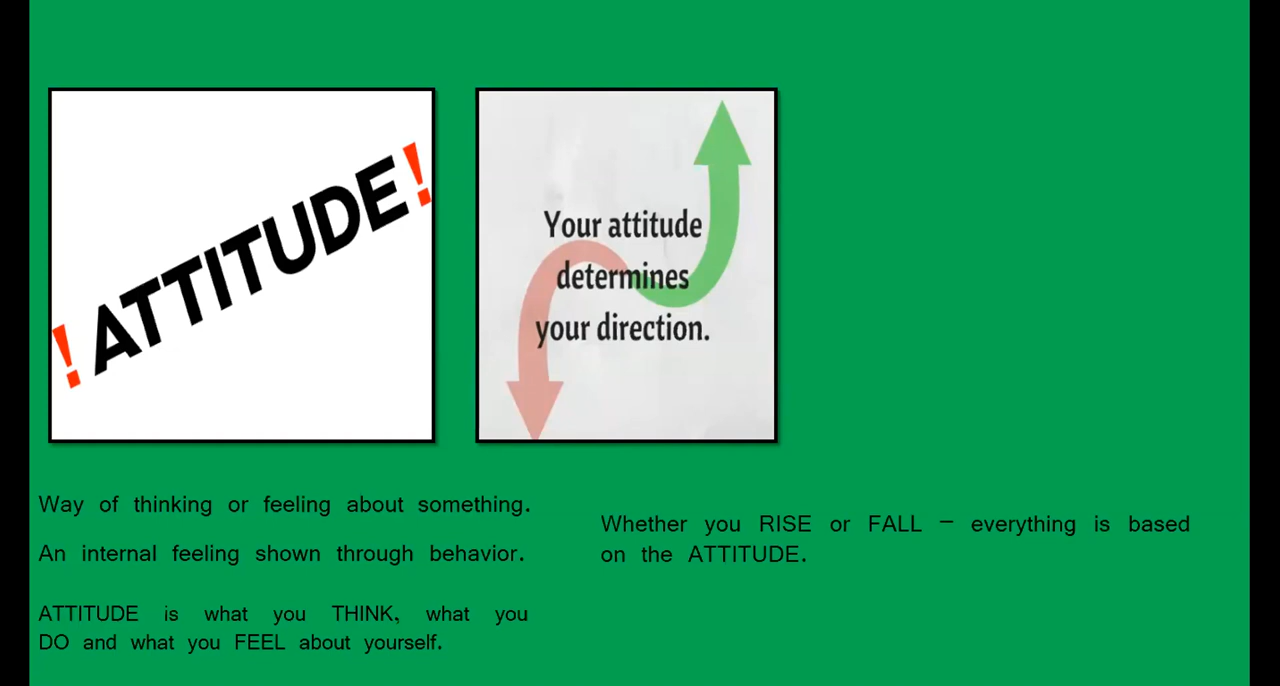 ! ATTITUDE !
Your attitude
determines
your direction.
Way of thinking or feeling about something.
An internal feeling shown through behavior.
ATTITUDE is what you THINK, what you
DO and what you FEEL about yourself.
Whether you RISE or FALL – everything is based
on the ATTITUDE.